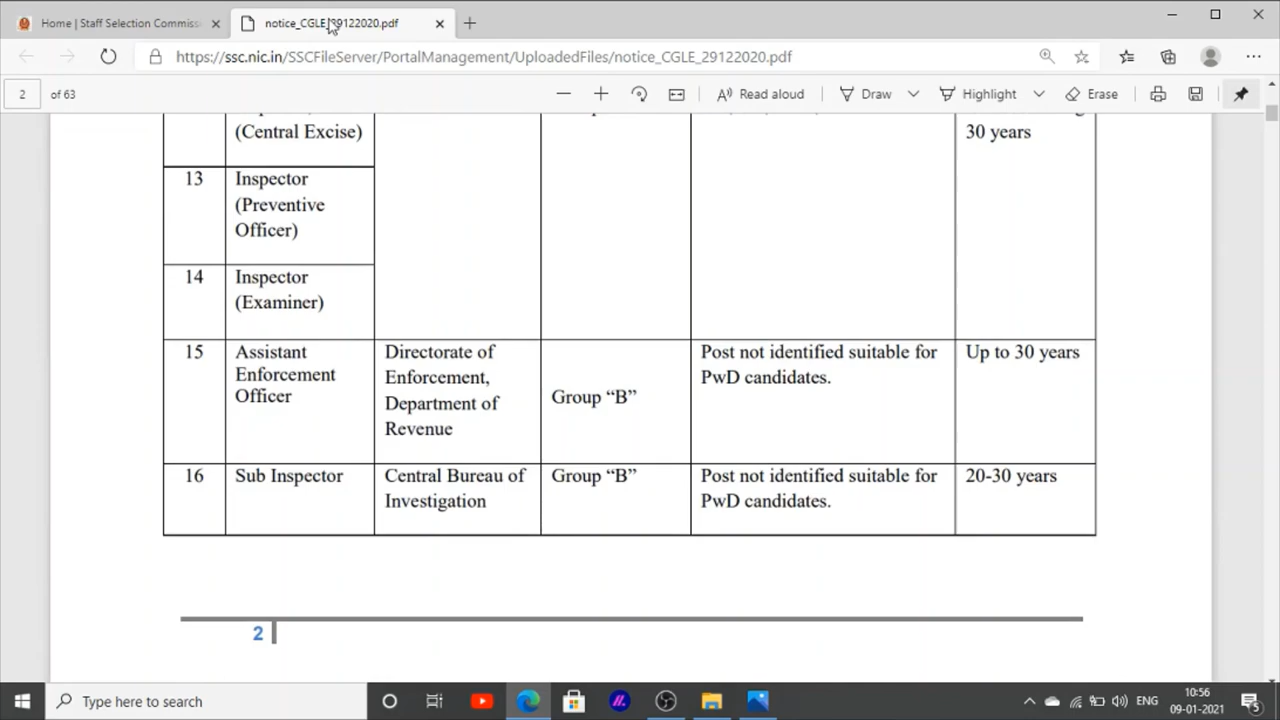 Home | Staff Selection Commiss
notice_CGLE_29122020.pdf
https://ssc.nic.in/SSCFileServer/PortalManagement/UploadedFiles/notice_CGLE_29122020.pdf
2 of 63
Read aloud
Draw
Highlight
Erase
(Central Excise)
30 years
13
Inspector
(Preventive
Officer)
14
Inspector
(Examiner)
15
Assistant
Enforcement
Officer
Directorate of
Enforcement,
Department of
Revenue
Group “B”
Post not identified suitable for
PwD candidates.
Up to 30 years
16
Sub Inspector
Central Bureau of
Investigation
Group “B”
Post not identified suitable for
PwD candidates.
20-30 years
2
Type here to search
ENG
10:56
09-01-2021
5